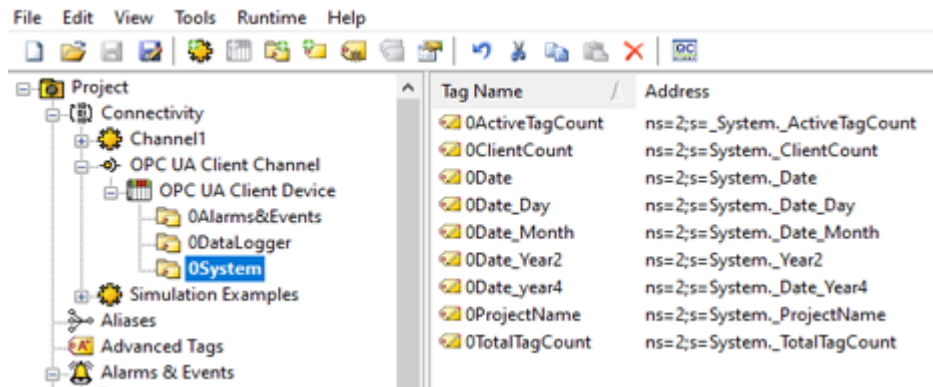 File Edit View Tools Runtime Help
Project
Connectivity
Channel1
OPC UA Client Channel
OPC UA Client Device
0Alarms&Events
0DataLogger
0System
Simulation Examples
Aliases
Advanced Tags
Alarms & Events
Tag Name / Address
0ActiveTagCount ns=2;s=_System._ActiveTagCount
0ClientCount ns=2;s=System._ClientCount
0Date ns=2;s=System._Date
0Date_Day ns=2;s=System._Date_Day
0Date_Month ns=2;s=System._Date_Month
0Date_Year2 ns=2;s=System._Year2
0Date_year4 ns=2;s=System._Date_Year4
0ProjectName ns=2;s=System._ProjectName
0TotalTagCount ns=2;s=System._TotalTagCount